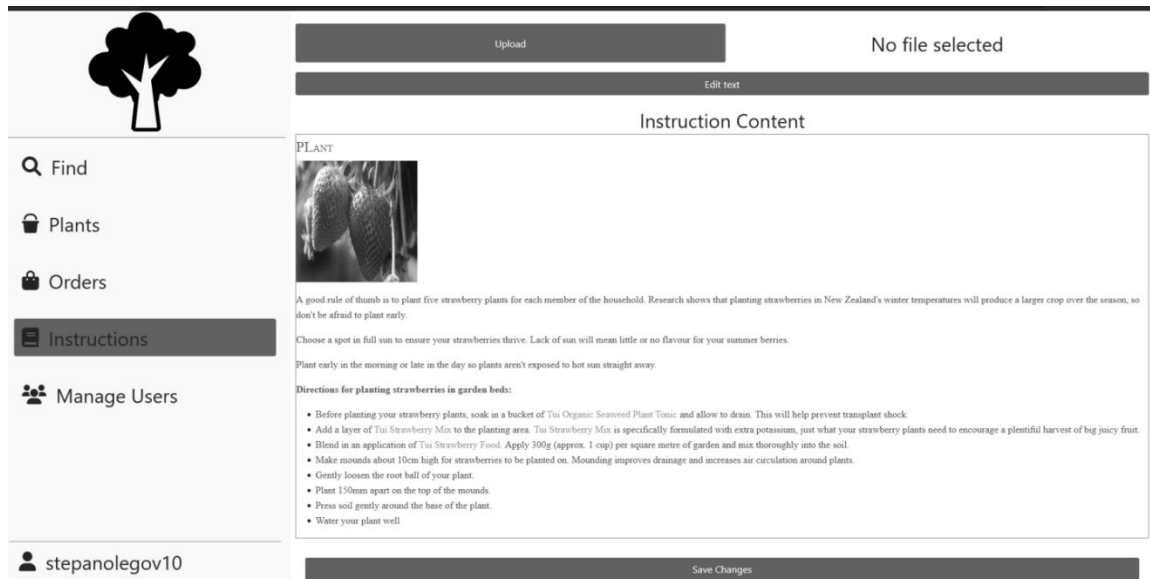 Upload
No file selected
Edit text
Instruction Content
PLANT
Find
Plants
Orders
Instructions
Manage Users
stepanolegov10
A good rule of thumb is to plant five strawberry plants for each member of the household. Research shows that planting strawberries in New Zealand's winter temperatures will produce a larger crop over the season, so
don't be afraid to plant early.
Choose a spot in full sun to ensure your strawberries thrive. Lack of sun will mean little or no flavour for your summer berries.
Plant early in the morning or late in the day so plants aren't exposed to hot sun straight away.
Directions for planting strawberries in garden beds:
• Before planting your strawberry plants, soak in a bucket of Tui Organic Seaweed Plant Tonic and allow to drain. This will help prevent transplant shock.
• Add a layer of Tui Strawberry Mix to the planting area. Tui Strawberry Mix is specifically formulated with extra potassium, just what your strawberry plants need to encourage a plentiful harvest of big juicy fruit.
• Blend in an application of Tui Strawberry Food. Apply 300g (approx. 1 cup) per square metre of garden and mix thoroughly into the soil.
• Make mounds about 10cm high for strawberries to be planted on. Mounding improves drainage and increases air circulation around plants.
• Gently loosen the root ball of your plant.
• Plant 150mm apart on the top of the mounds.
• Press soil gently around the base of the plant.
• Water your plant well
Save Changes